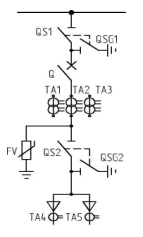 QS1
QSG1
Q
TA1 TA2 TA3
FV
QS2
QSG2
TA4 TA5